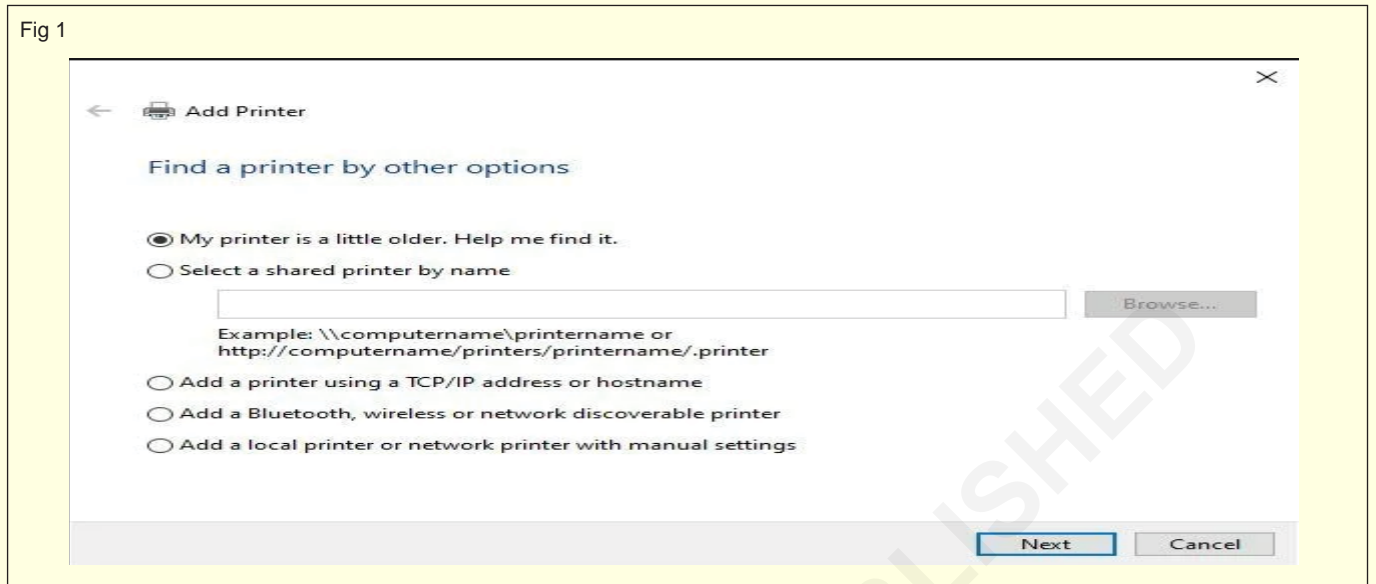 Fig 1
Add Printer
Find a printer by other options
My printer is a little older. Help me find it.
Select a shared printer by name
Browse...
Example: \\computername\printername or
http://computername/printers/printername/.printer
Add a printer using a TCP/IP address or hostname
Add a Bluetooth, wireless or network discoverable printer
Add a local printer or network printer with manual settings
Next Cancel